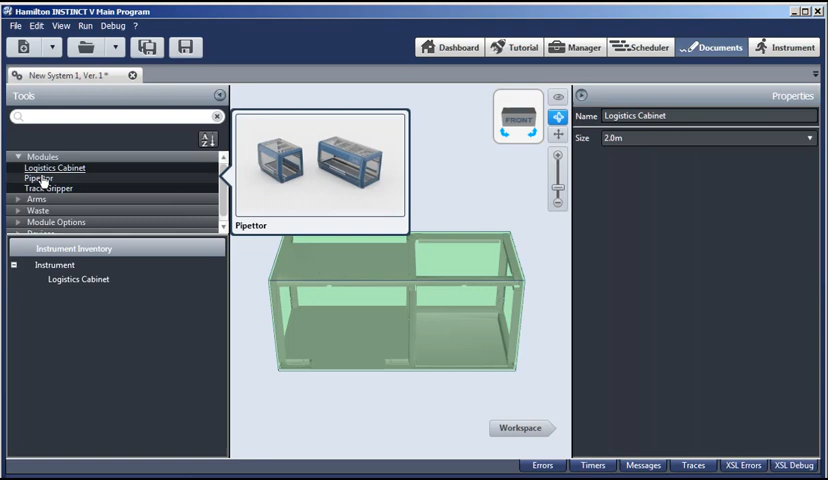 Hamilton INSTINCT V Main Program
File Edit View Run Debug ?
Dashboard Tutorial Manager Scheduler Documents Instrument
New System 1, Ver. 1*
Tools
Properties
Name Logistics Cabinet
Size 2.0m
FRONT
Modules
Logistics Cabinet
Pipettor
Track Gripper
Arms
Waste
Module Options
Pipettor
Instrument Inventory
Instrument
Logistics Cabinet
Workspace
Errors Timers Messages Traces XSL Errors XSL Debug